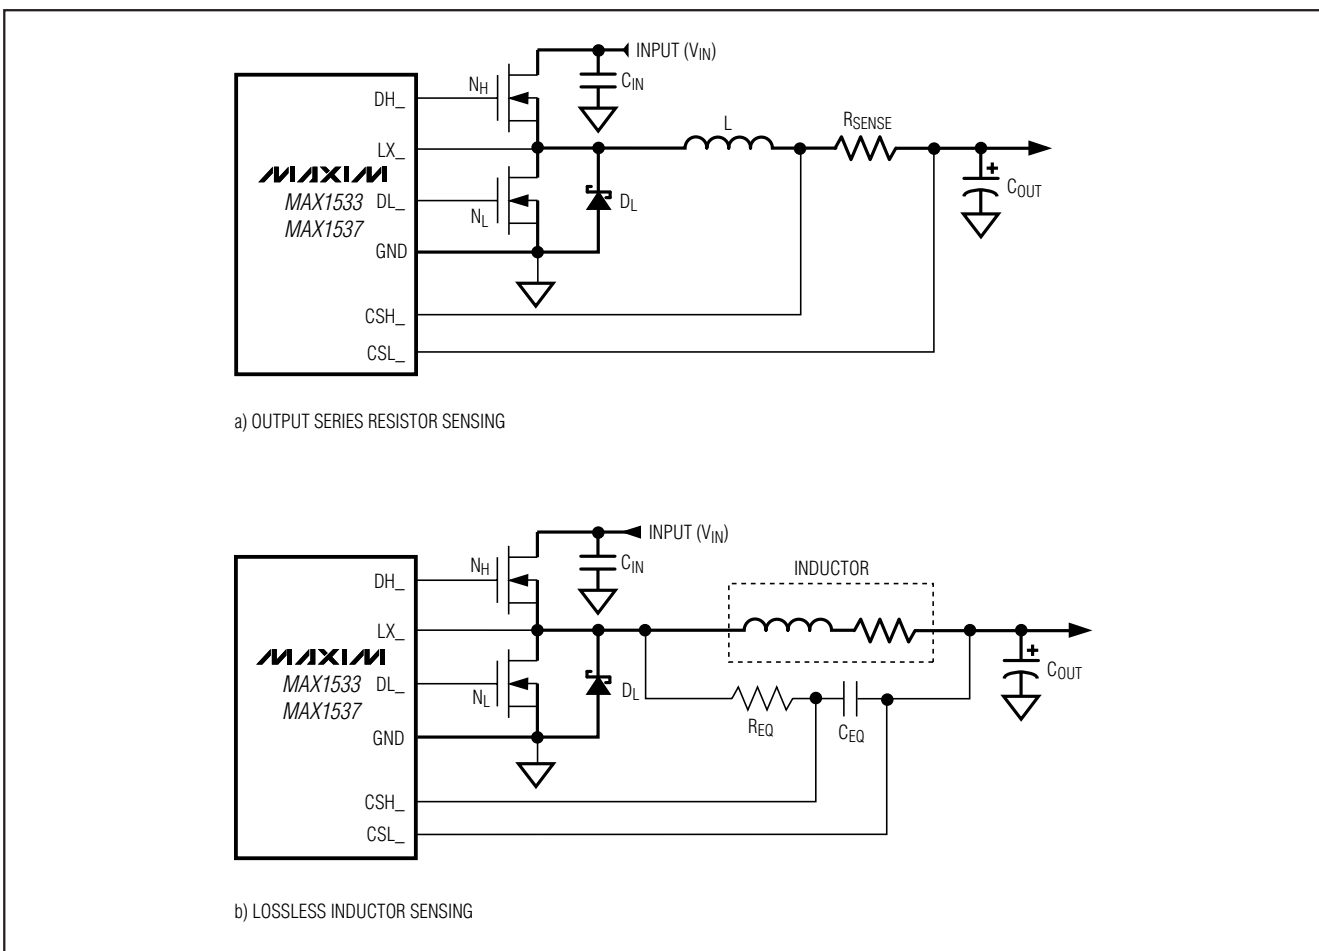 INPUT (VIN)
CIN
NH
DH_
L
RSENSE
LX_
MAXIM
MAX1533
MAX1537
DL_
NL
DL
+
COUT
GND
CSH_
CSL_
a) OUTPUT SERIES RESISTOR SENSING
INPUT (VIN)
CIN
NH
DH_
INDUCTOR
LX_
MAXIM
MAX1533
MAX1537
DL_
NL
DL
+
COUT
REQ
CEQ
GND
CSH_
CSL_
b) LOSSLESS INDUCTOR SENSING